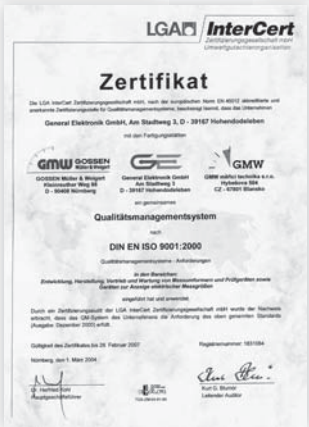 LGA InterCert
Zertifizierungsgesellschaft mbH
Umweltgutachterorganisation
Zertifikat
Die LGA InterCert Zertifizierungsgesellschaft mbH, nach der europäischen Norm EN 45012 akkreditierte und
anerkannte Zertifizierungsstelle für Qualitätsmanagementsysteme, bescheinigt hiermit, dass das Unternehmen
General Elektronik GmbH, Am Stadtweg 3, D - 39167 Hohendodeleben
mit den Fertigungsstätten
GMW GOSSEN
Müller & Weigert
GE
GMW
GOSSEN Müller & Weigert
Kleinreuther Weg 88
D - 90408 Nürnberg
General Elektronik GmbH
Am Stadtweg 3
D - 39167 Hohendodeleben
GMW měřicí technika s.r.o.
Hybešova 504
CZ - 67801 Blansko
ein gemeinsames
Qualitätsmanagementsystem
nach
DIN EN ISO 9001:2000
Qualitätsmanagementsysteme - Anforderungen
in den Bereichen:
Entwicklung, Herstellung, Vertrieb und Wartung von Messumformern und Prüfgeräten sowie
Geräten zur Anzeige elektrischer Messgrößen
eingeführt hat und anwendet.
Durch ein Zertifizierungsaudit der LGA InterCert Zertifizierungsgesellschaft mbH wurde der Nachweis
erbracht, dass das QM-System des Unternehmens die Anforderung des oben genannten Standards
(Ausgabe: Dezember 2000) erfüllt.
Gültigkeit des Zertifikates bis 28. Februar 2007
Registriernummer: 1831084
Nürnberg, den 1. März 2004
Hauptgeschäftsführer
Kurt G. Blumör
Leitender Auditor